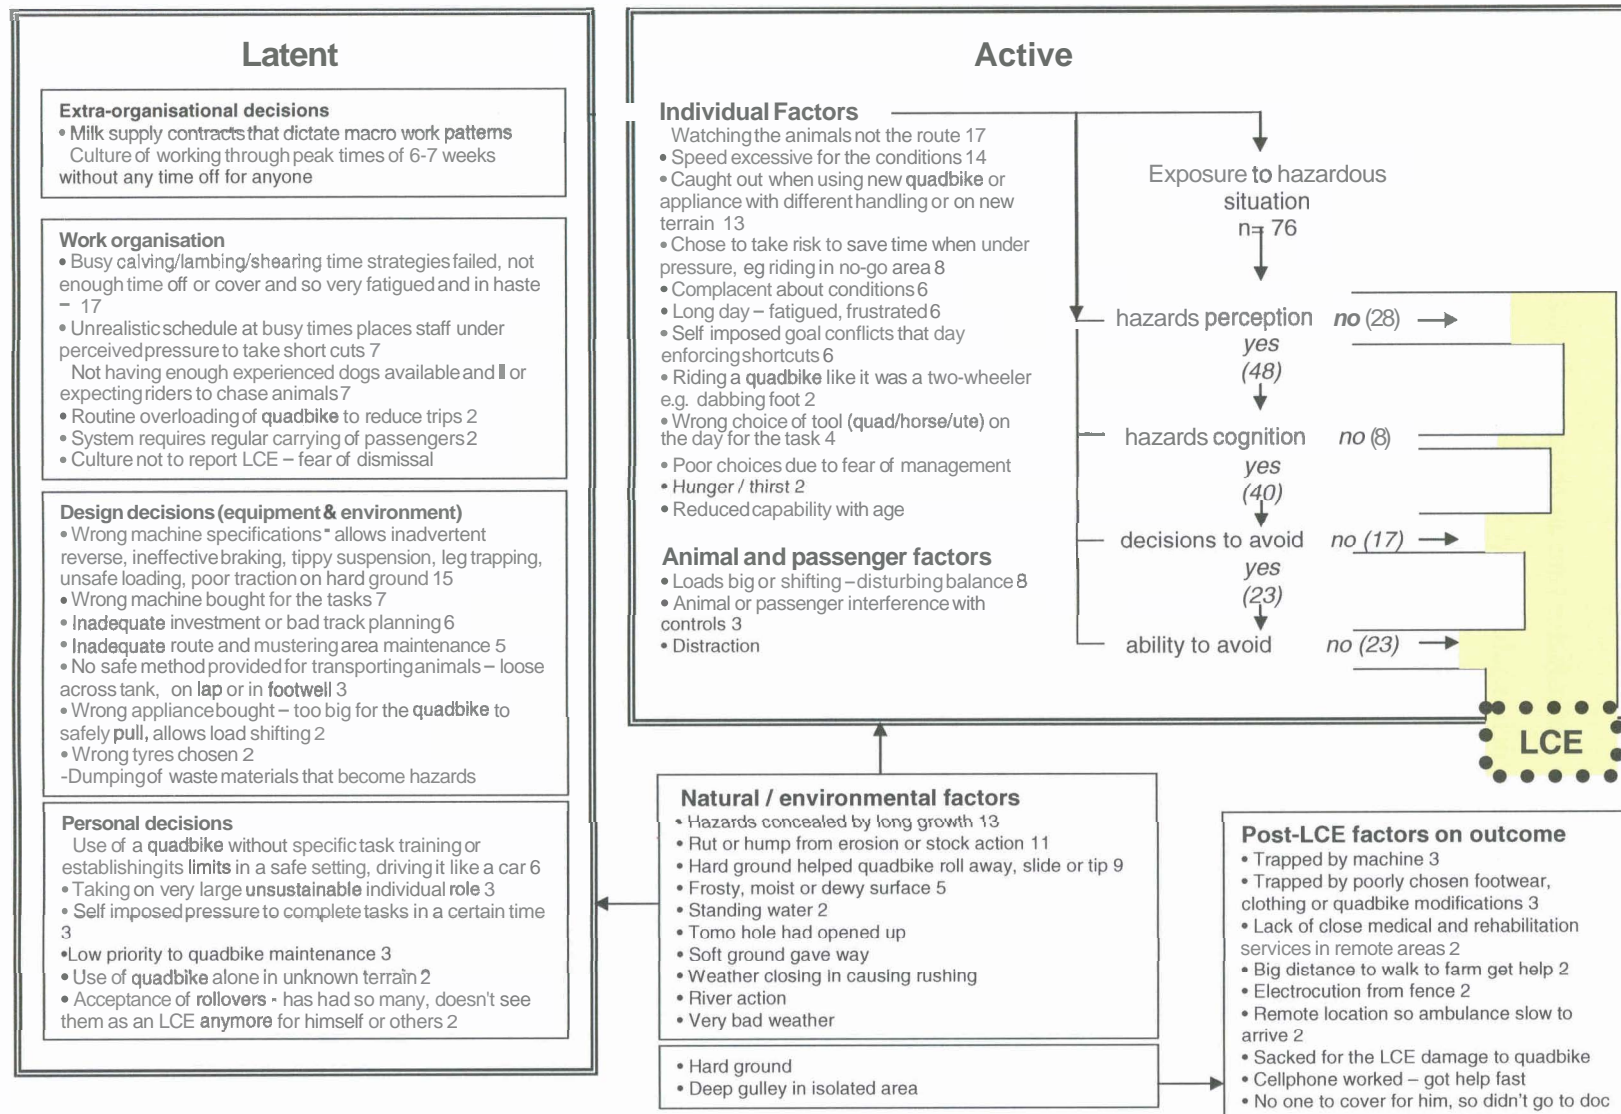 Latent
Extra-organisational decisions
• Milk supply contracts that dictate macro work patterns
Culture of working through peak times of 6-7 weeks
without any time off for anyone
Work organisation
• Busy calving/lambing/shearing time strategies failed, not
enough time off or cover and so very fatigued and in haste
– 17
• Unrealistic schedule at busy times places staff under
perceived pressure to take short cuts 7
Not having enough experienced dogs available and ll or
expecting riders to chase animals 7
• Routine overloading of quadbike to reduce trips 2
• System requires regular carrying of passengers 2
• Culture not to report LCE – fear of dismissal
Design decisions (equipment & environment)
• Wrong machine specifications - allows inadvertent
reverse, ineffective braking, tippy suspension, leg trapping,
unsafe loading, poor traction on hard ground 15
• Wrong machine bought for the tasks 7
• Inadequate investment or bad track planning 6
• Inadequate route and mustering area maintenance 5
• No safe method provided for transporting animals – loose
across tank, on lap or in footwell 3
• Wrong appliance bought – too big for the quadbike to
safely pull, allows load shifting 2
• Wrong tyres chosen 2
-Dumping of waste materials that become hazards
Personal decisions
Use of a quadbike without specific task training or
establishing its limits in a safe setting, driving it like a car 6
• Taking on very large unsustainable individual role 3
• Self imposed pressure to complete tasks in a certain time
3
•Low priority to quadbike maintenance 3
• Use of quadbike alone in unknown terrain 2
• Acceptance of rollovers - has had so many, doesn't see
them as an LCE anymore for himself or others 2
Active
Individual Factors
Watching the animals not the route 17
• Speed excessive for the conditions 14
• Caught out when using new quadbike or
appliance with different handling or on new
terrain 13
• Chose to take risk to save time when under
pressure, eg riding in no-go area 8
• Complacent about conditions 6
• Long day – fatigued, frustrated 6
• Self imposed goal conflicts that day
enforcing shortcuts 6
• Riding a quadbike like it was a two-wheeler
e.g. dabbing foot 2
• Wrong choice of tool (quad/horse/ute) on
the day for the task 4
• Poor choices due to fear of management
• Hunger / thirst 2
• Reduced capability with age
Animal and passenger factors
• Loads big or shifting – disturbing balance 8
• Animal or passenger interference with
controls 3
• Distraction
Exposure to hazardous
situation
n= 76
hazards perception no (28)
yes
(48)
hazards cognition no (8)
yes
(40)
decisions to avoid no (17)
yes
(23)
ability to avoid no (23)
LCE
Natural / environmental factors
• Hazards concealed by long growth 13
• Rut or hump from erosion or stock action 11
• Hard ground helped quadbike roll away, slide or tip 9
• Frosty, moist or dewy surface 5
• Standing water 2
• Tomo hole had opened up
• Soft ground gave way
• Weather closing in causing rushing
• River action
• Very bad weather
• Hard ground
• Deep gulley in isolated area
Post-LCE factors on outcome
• Trapped by machine 3
• Trapped by poorly chosen footwear,
clothing or quadbike modifications 3
• Lack of close medical and rehabilitation
services in remote areas 2
• Big distance to walk to farm get help 2
• Electrocution from fence 2
• Remote location so ambulance slow to
arrive 2
• Sacked for the LCE damage to quadbike
• Cellphone worked – got help fast
• No one to cover for him, so didn't go to doc